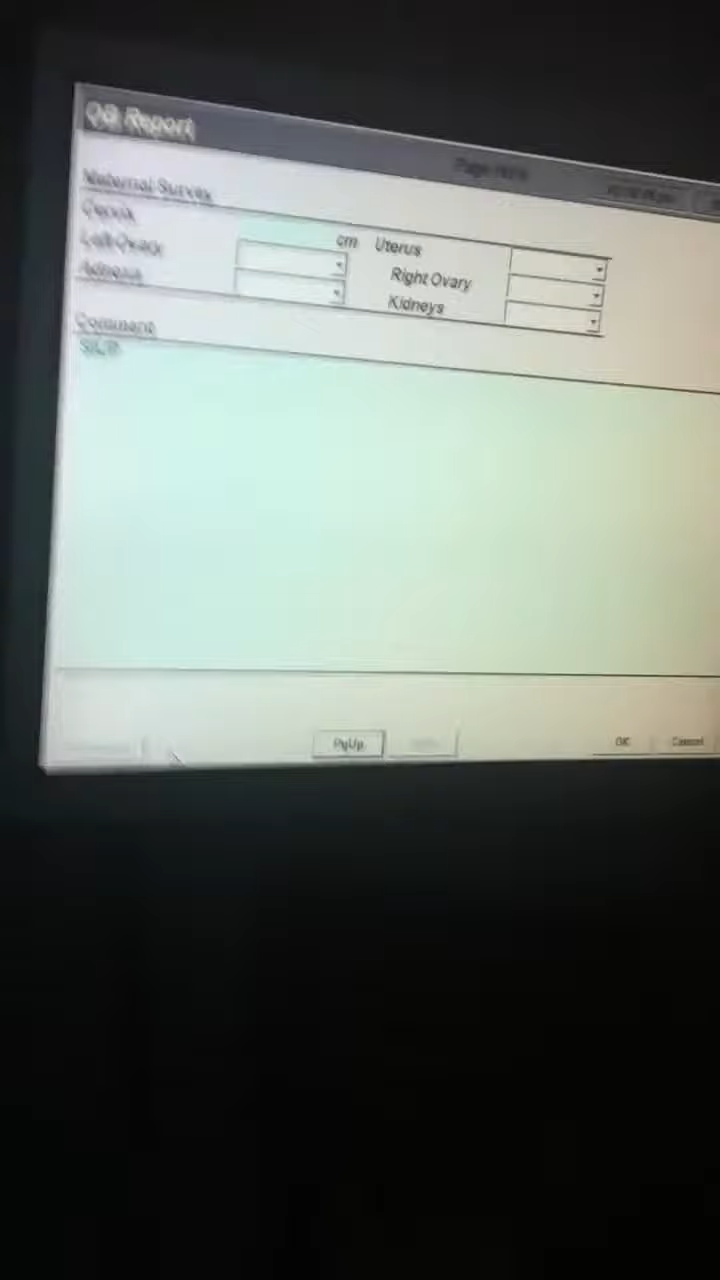 OB Report
Maternal Survey
Cervix cm Uterus
Left Ovary Right Ovary
Adnexa Kidneys
Comment
PgUp OK Cancel